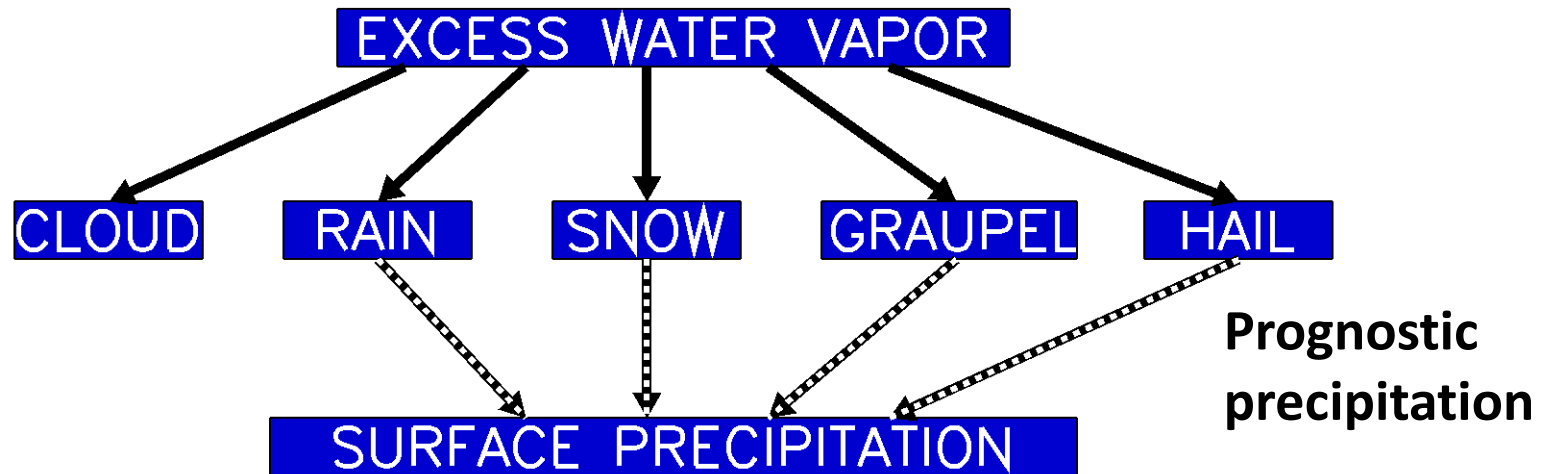 EXCESS WATER VAPOR
CLOUD
RAIN
SNOW
GRAUPEL
HAIL
Prognostic
precipitation
SURFACE PRECIPITATION